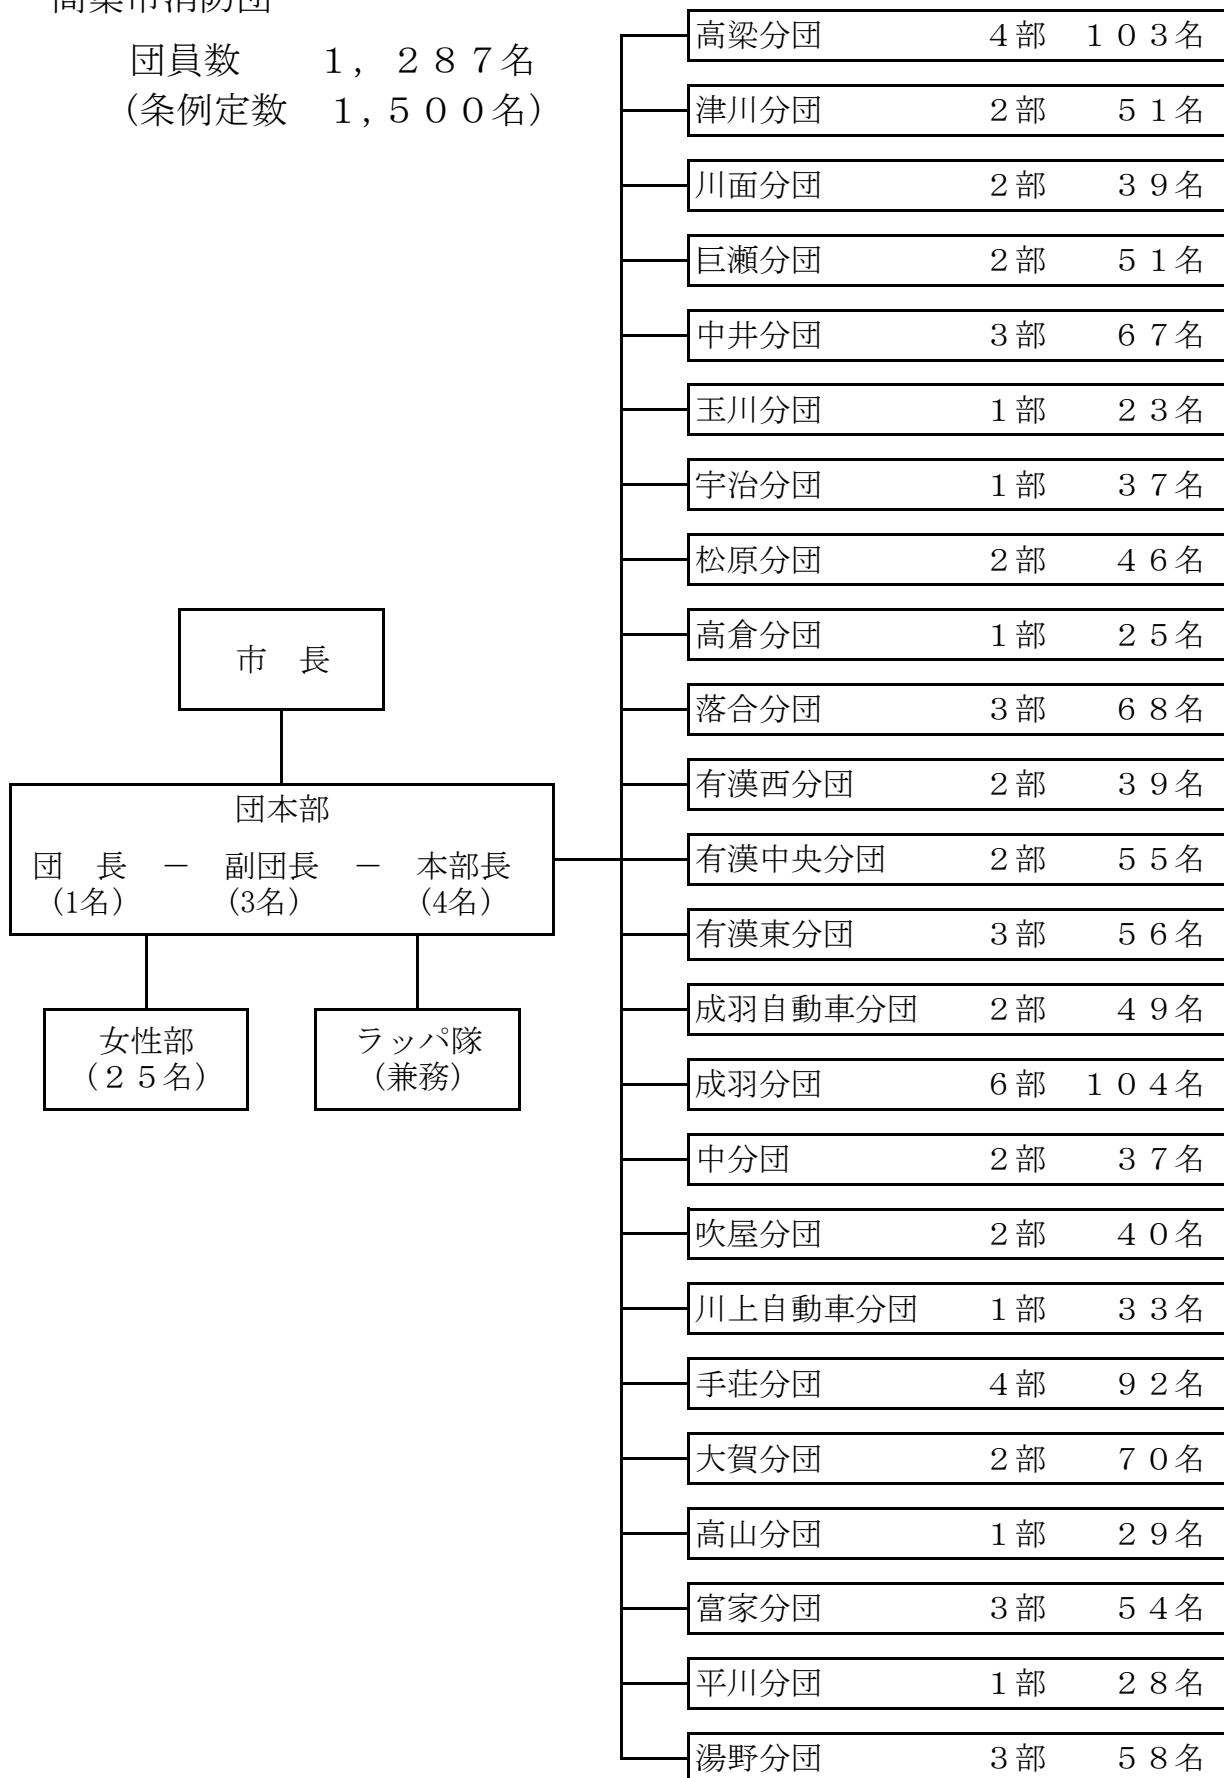 高梁市消防団
団員数　１，２８７名
（条例定数　１,５００名）
市　長
団本部
団　長　－　副団長　－　本部長
(1名)　(3名)　(4名)
女性部
（２５名）
ラッパ隊
（兼務）
高梁分団　４部　１０３名
津川分団　２部　５１名
川面分団　２部　３９名
巨瀬分団　２部　５１名
中井分団　３部　６７名
玉川分団　１部　２３名
宇治分団　１部　３７名
松原分団　２部　４６名
高倉分団　１部　２５名
落合分団　３部　６８名
有漢西分団　２部　３９名
有漢中央分団　２部　５５名
有漢東分団　３部　５６名
成羽自動車分団　２部　４９名
成羽分団　６部　１０４名
中分団　２部　３７名
吹屋分団　２部　４０名
川上自動車分団　１部　３３名
手荘分団　４部　９２名
大賀分団　２部　７０名
高山分団　１部　２９名
富家分団　３部　５４名
平川分団　１部　２８名
湯野分団　３部　５８名